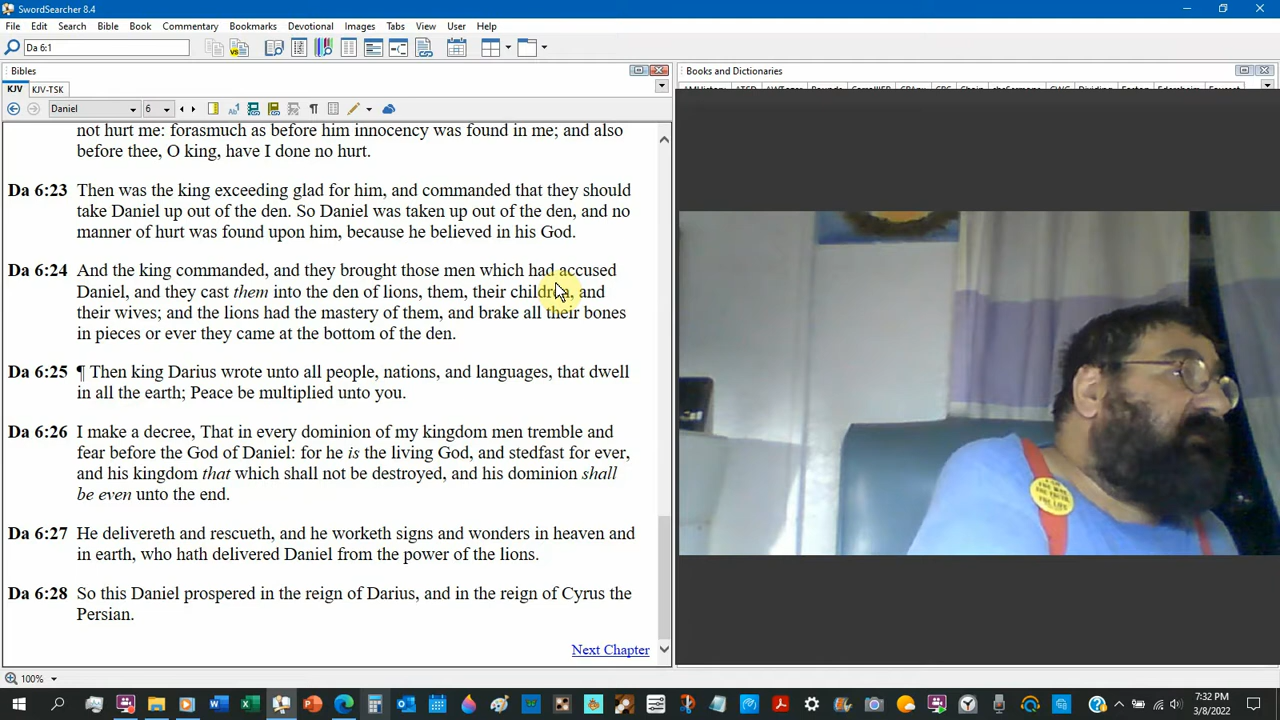 SwordSearcher 8.4
File Edit Search Bible Book Commentary Bookmarks Devotional Images Tabs View User Help
Da 6:1
Bibles
KJV KJV-TSK
Daniel 6
not hurt me: forasmuch as before him innocency was found in me; and also
before thee, O king, have I done no hurt.
Da 6:23 Then was the king exceeding glad for him, and commanded that they should
take Daniel up out of the den. So Daniel was taken up out of the den, and no
manner of hurt was found upon him, because he believed in his God.
Da 6:24 And the king commanded, and they brought those men which had accused
Daniel, and they cast them into the den of lions, them, their children, and
their wives; and the lions had the mastery of them, and brake all their bones
in pieces or ever they came at the bottom of the den.
Da 6:25 ¶ Then king Darius wrote unto all people, nations, and languages, that dwell
in all the earth; Peace be multiplied unto you.
Da 6:26 I make a decree, That in every dominion of my kingdom men tremble and
fear before the God of Daniel: for he is the living God, and stedfast for ever,
and his kingdom that which shall not be destroyed, and his dominion shall
be even unto the end.
Da 6:27 He delivereth and rescueth, and he worketh signs and wonders in heaven and
in earth, who hath delivered Daniel from the power of the lions.
Da 6:28 So this Daniel prospered in the reign of Darius, and in the reign of Cyrus the
Persian.
Next Chapter
100%
Books and Dictionaries
THE WAY
THE TRUTH
THE LIFE
7:32 PM
3/8/2022